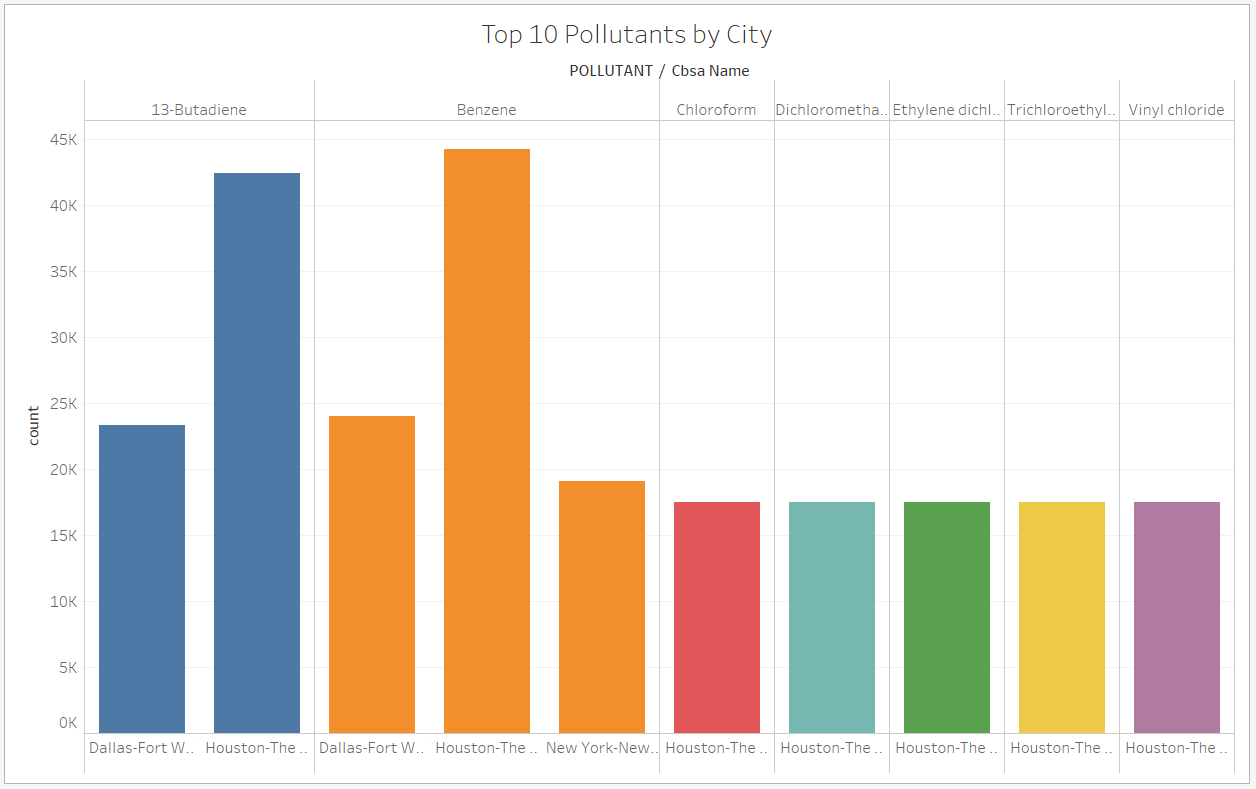 Top 10 Pollutants by City
POLLUTANT / Cbsa Name
13-Butadiene Benzene Chloroform Dichlorometha.. Ethylene dichl.. Trichloroethyl.. Vinyl chloride
45K
40K
35K
30K
25K
20K
15K
10K
5K
0K
count
Dallas-Fort W.. Houston-The .. Dallas-Fort W.. Houston-The .. New York-New.. Houston-The .. Houston-The .. Houston-The .. Houston-The .. Houston-The ..